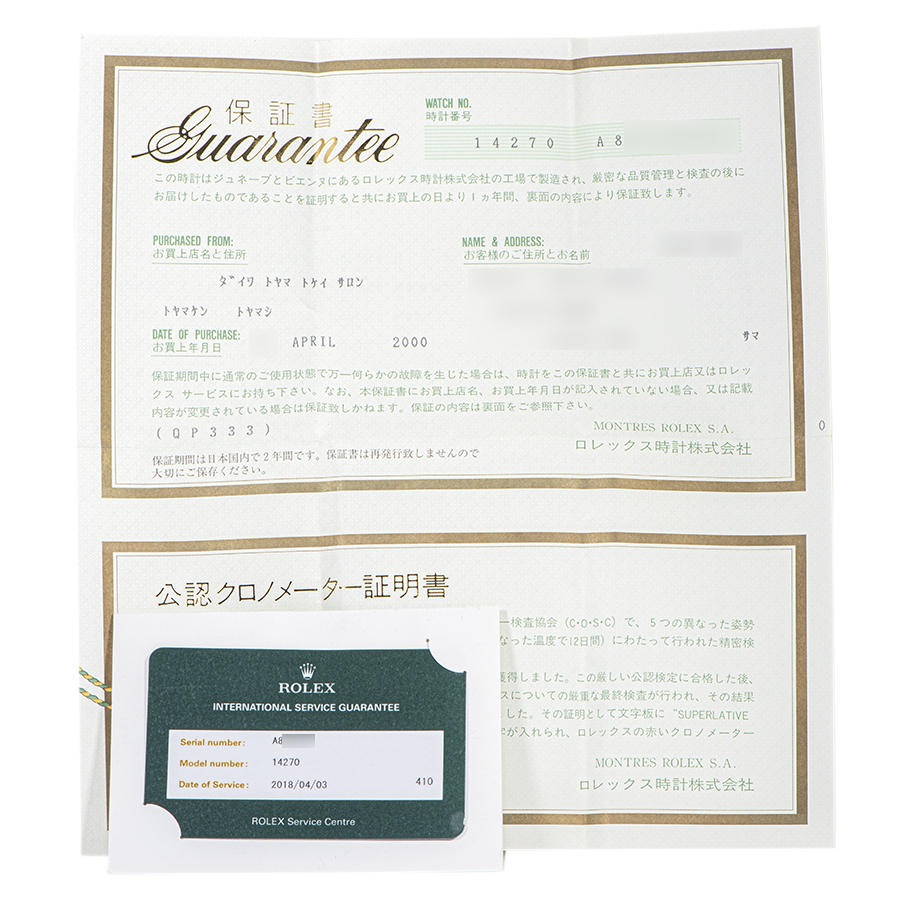 保証書
Guarantee
WATCH NO.
時計番号
14270 A8
この時計はジュネーブとビエンヌにあるロレックス時計株式会社の工場で製造され、厳密な品質管理と検査の後に
お届けしたものであることを証明すると共にお買上の日より1ヵ年間、裏面の内容により保証致します。
PURCHASED FROM:
お買上店名と住所
NAME & ADDRESS:
お客様のご住所とお名前
ダイワ トヤマ トケイ サロン
トヤマケン トヤマシ
DATE OF PURCHASE:
お買上年月日
APRIL 2000
サマ
保証期間中に通常のご使用状態で万一何らかの故障を生じた場合は、時計をこの保証書と共にお買上店又はロレッ
クス サービスにお持ち下さい。なお、本保証書にお買上店名、お買上年月日が記入されていない場合、又は記載
内容が変更されている場合は保証致しかねます。保証の内容は裏面をご参照下さい。
(QP333)
MONTRES ROLEX S.A.
ロレックス時計株式会社
0
保証期間は日本国内で2年間です。保証書は再発行致しませんので
大切にご保存ください。
公認クロノメーター証明書
ー検査協会(C・O・S・C)で、5つの異なった姿勢
なった温度で12日間)にわたって行われた精密検
得しました。この厳しい公認検定に合格した後、
スについての厳重な最終検査が行われ、その結果
した。その証明として文字板に“SUPERLATIVE
字が入れられ、ロレックスの赤いクロノメーター
MONTRES ROLEX S.A.
ロレックス時計株式会社
ROLEX
INTERNATIONAL SERVICE GUARANTEE
Serial number: A8
Model number: 14270
Date of Service: 2018/04/03 410
ROLEX Service Centre